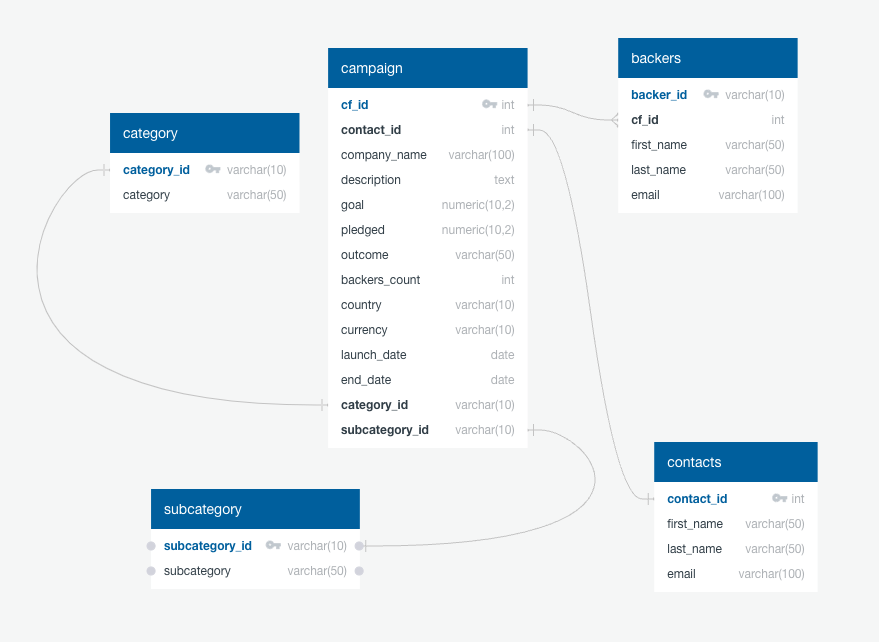 campaign
cf_id int
contact_id int
company_name varchar(100)
description text
goal numeric(10,2)
pledged numeric(10,2)
outcome varchar(50)
backers_count int
country varchar(10)
currency varchar(10)
launch_date date
end_date date
category_id varchar(10)
subcategory_id varchar(10)
backers
backer_id varchar(10)
cf_id int
first_name varchar(50)
last_name varchar(50)
email varchar(100)
category
category_id varchar(10)
category varchar(50)
contacts
contact_id int
first_name varchar(50)
last_name varchar(50)
email varchar(100)
subcategory
subcategory_id varchar(10)
subcategory varchar(50)